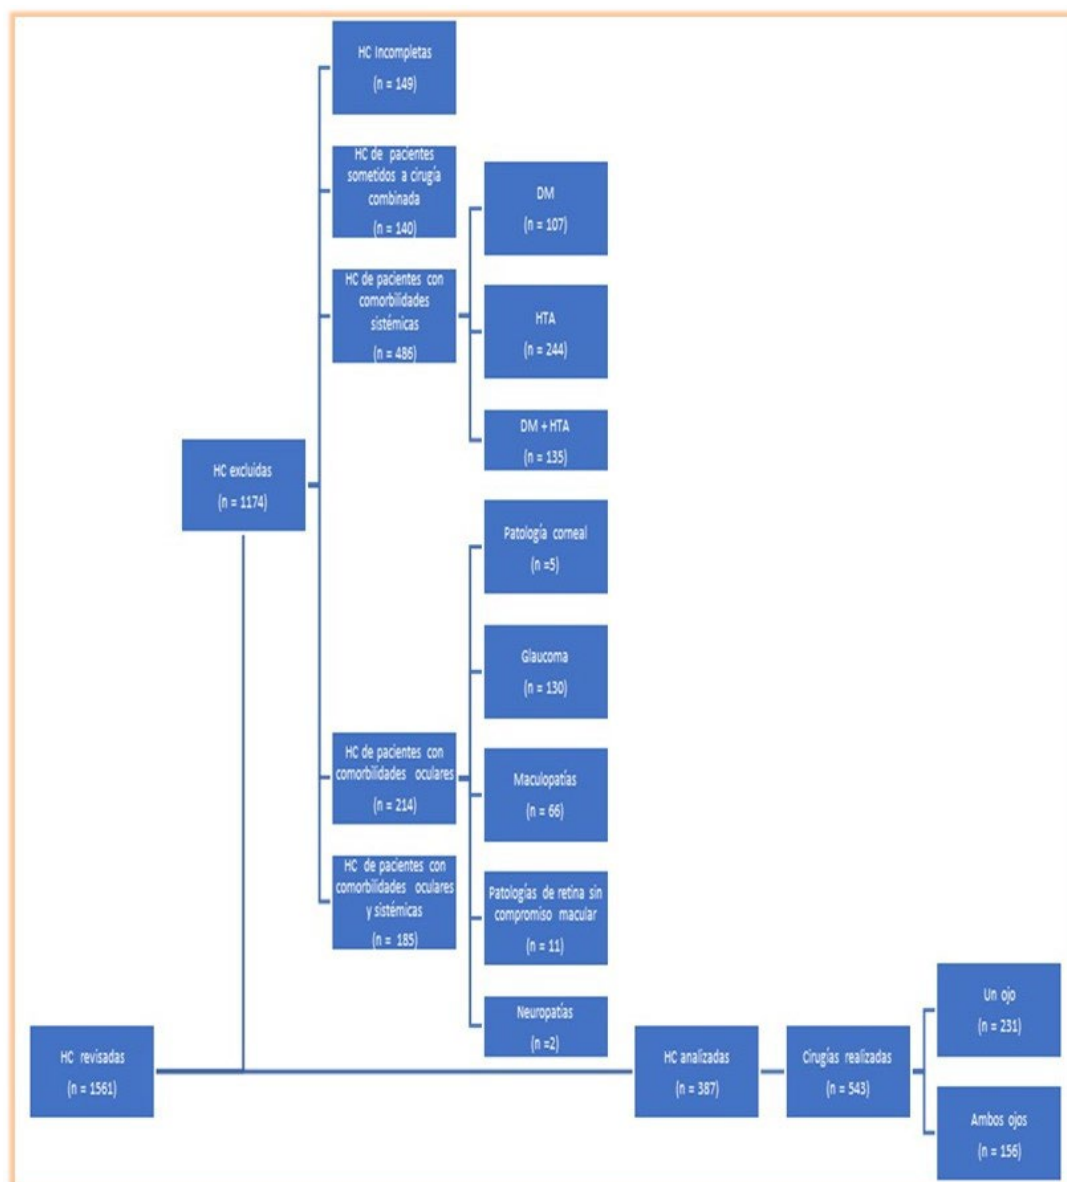 HC Incompletas
(n = 149)
HC de pacientes
sometidos a cirugía
combinada
(n = 140)
HC de pacientes con
comorbilidades
sistémicas
(n = 486)
DM
(n = 107)
HTA
(n = 244)
DM + HTA
(n = 135)
HC excluidas
(n = 1174)
Patología corneal
(n =5)
Glaucoma
(n = 130)
HC de pacientes con
comorbilidades oculares
(n = 214)
Maculopatías
(n = 66)
HC de pacientes con
comorbilidades oculares
y sistémicas
(n = 185)
Patologías de retina sin
compromiso macular
(n = 11)
Neuropatías
(n =2)
HC revisadas
(n = 1561)
HC analizadas
(n = 387)
Cirugías realizadas
(n = 543)
Un ojo
(n = 231)
Ambos ojos
(n = 156)